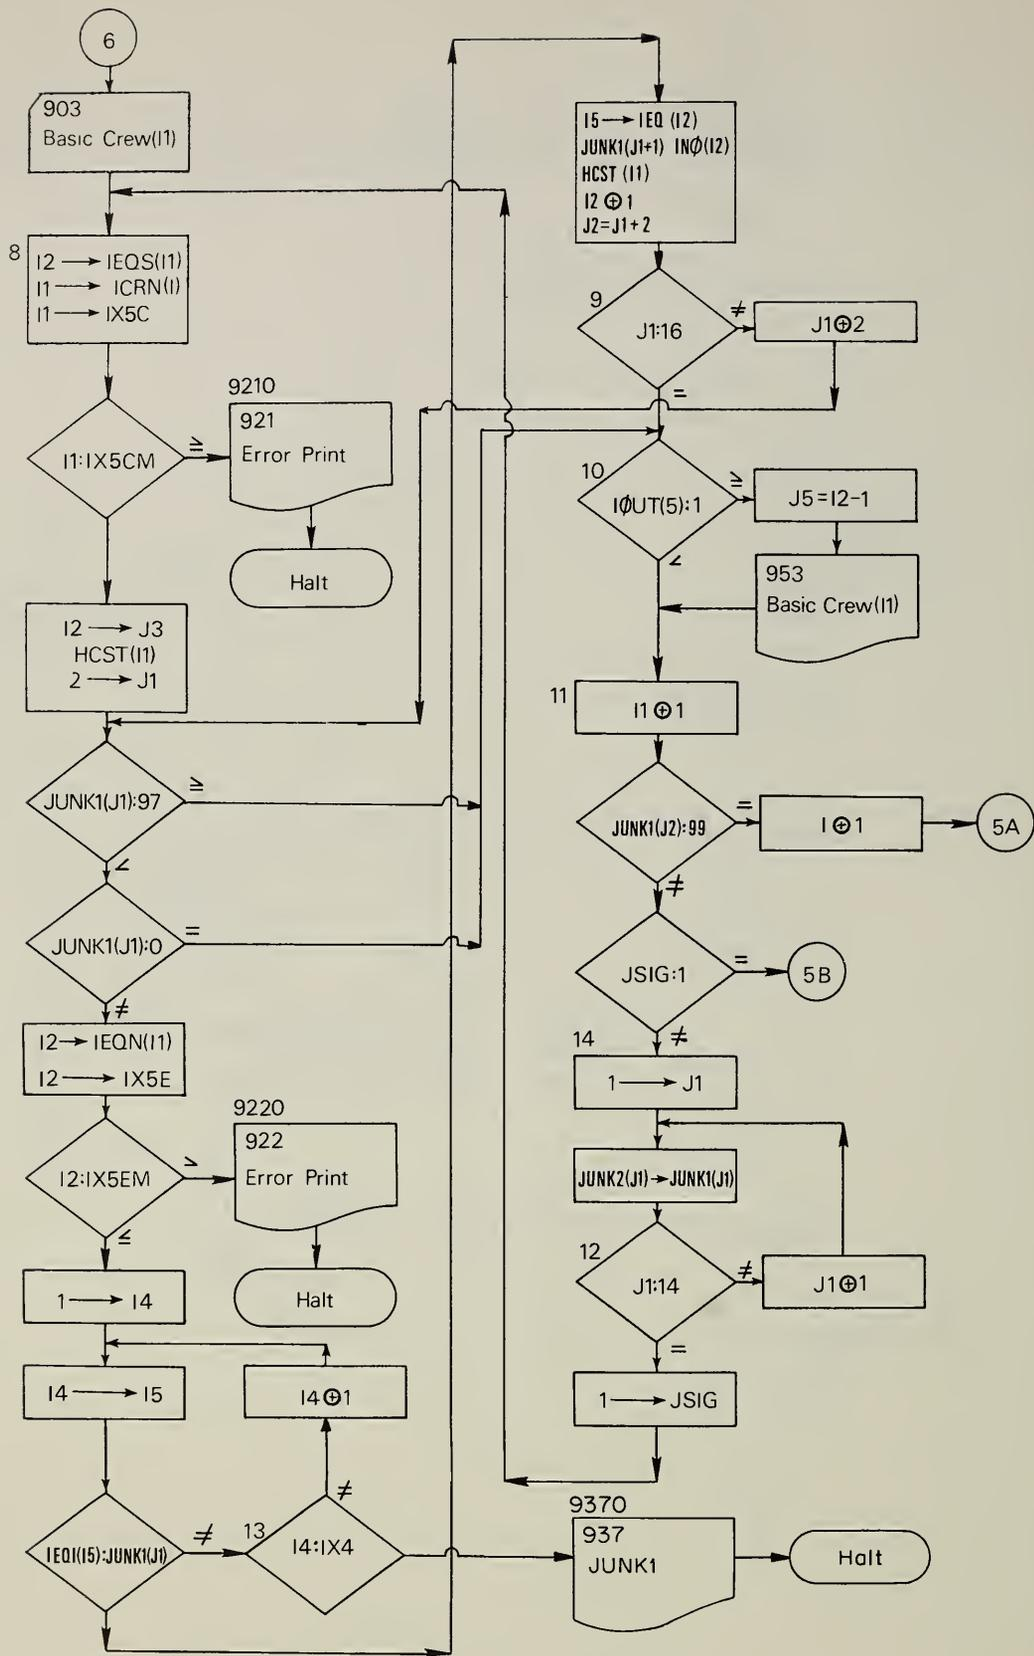 6
903
Basic Crew(I1)
8
I2 → IEQS(I1)
I1 → ICRN(I)
I1 → IX5C
I1:IX5CM
≥
9210
921
Error Print
Halt
I2 → J3
HCST(I1)
2 → J1
JUNK1(J1):97
≥
<
JUNK1(J1):0
=
≠
I2 → IEQN(I1)
I2 → IX5E
I2:IX5EM
>
9220
922
Error Print
Halt
≤
1 → I4
I4 → I5
I4⊕1
IEQI(I5):JUNK1(J1)
≠
13
I4:IX4
≠
I5 → IEQ (I2)
JUNK1(J1+1) INØ(I2)
HCST (I1)
I2 ⊕ 1
J2=J1+2
9
J1:16
≠
J1⊕2
=
10
IØUT(5):1
≥
J5=I2-1
<
953
Basic Crew(I1)
11
I1 ⊕ 1
JUNK1(J2):99
=
I ⊕ 1
5A
≠
JSIG:1
=
5B
≠
14
1 → J1
JUNK2(J1)→JUNK1(J1)
12
J1:14
≠
J1⊕1
=
1 → JSIG
9370
937
JUNK1
Halt